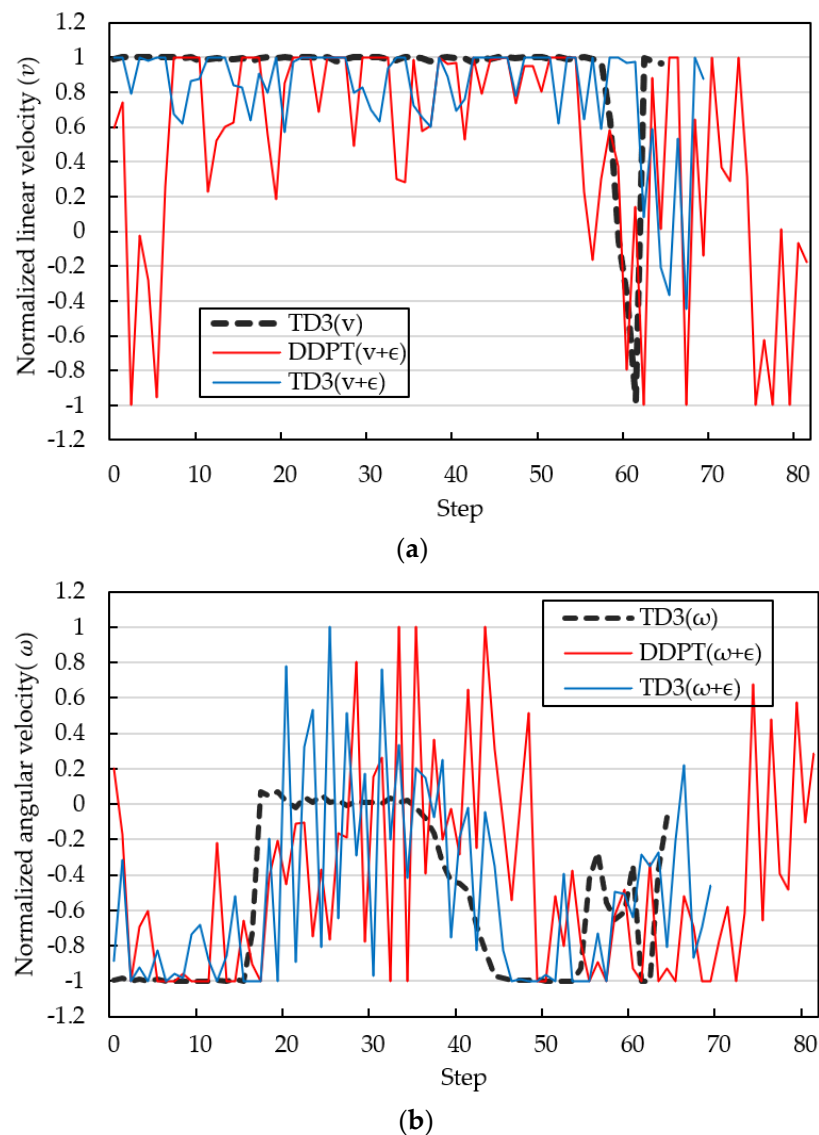 1.2
1
0.8
0.6
0.4
0.2
0
-0.2
-0.4
-0.6
-0.8
-1
-1.2
Normalized linear velocity (v)
TD3(v)
DDPT(v+ϵ)
TD3(v+ϵ)
0 10 20 30 40 50 60 70 80
Step
(a)
1.2
1
0.8
0.6
0.4
0.2
0
-0.2
-0.4
-0.6
-0.8
-1
-1.2
Normalized angular velocity( ω)
TD3(ω)
DDPT(ω+ϵ)
TD3(ω+ϵ)
0 10 20 30 40 50 60 70 80
Step
(b)